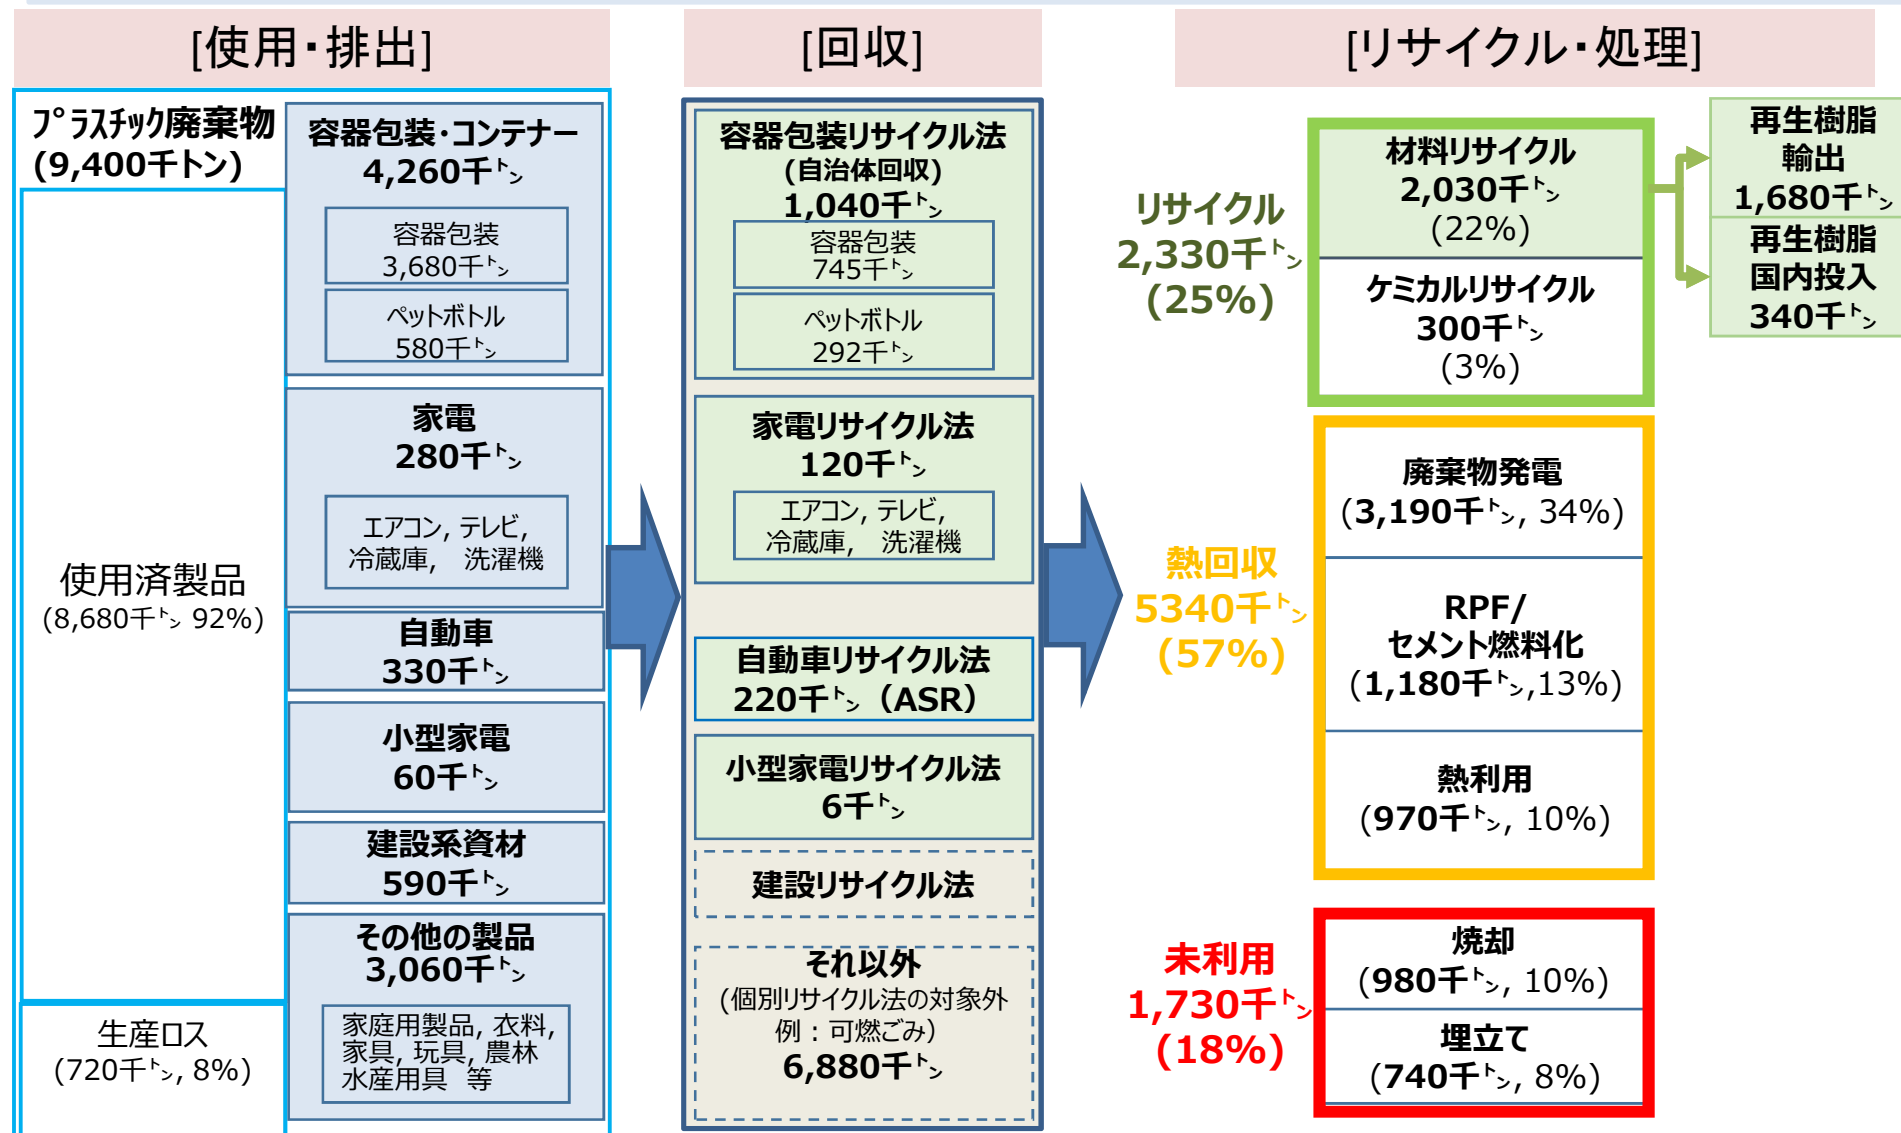 [使用・排出]
プラスチック廃棄物
(9,400千トン)
使用済製品
(8,680千トン 92%)
生産ロス
(720千トン, 8%)
容器包装・コンテナー
4,260千トン
容器包装
3,680千トン
ペットボトル
580千トン
家電
280千トン
エアコン, テレビ,
冷蔵庫, 洗濯機
自動車
330千トン
小型家電
60千トン
建設系資材
590千トン
その他の製品
3,060千トン
家庭用製品, 衣料,
家具, 玩具, 農林
水産用具 等
[回収]
容器包装リサイクル法
(自治体回収)
1,040千トン
容器包装
745千トン
ペットボトル
292千トン
家電リサイクル法
120千トン
エアコン, テレビ,
冷蔵庫, 洗濯機
自動車リサイクル法
220千トン（ASR）
小型家電リサイクル法
6千トン
建設リサイクル法
それ以外
(個別リサイクル法の対象外
例：可燃ごみ)
6,880千トン
[リサイクル・処理]
リサイクル
2,330千トン
(25%)
材料リサイクル
2,030千トン
(22%)
ケミカルリサイクル
300千トン
(3%)
再生樹脂
輸出
1,680千トン
再生樹脂
国内投入
340千トン
熱回収
5340千トン
(57%)
廃棄物発電
(3,190千トン, 34%)
RPF/
セメント燃料化
(1,180千トン,13%)
熱利用
(970千トン, 10%)
未利用
1,730千トン
(18%)
焼却
(980千トン, 10%)
埋立て
(740千トン, 8%)